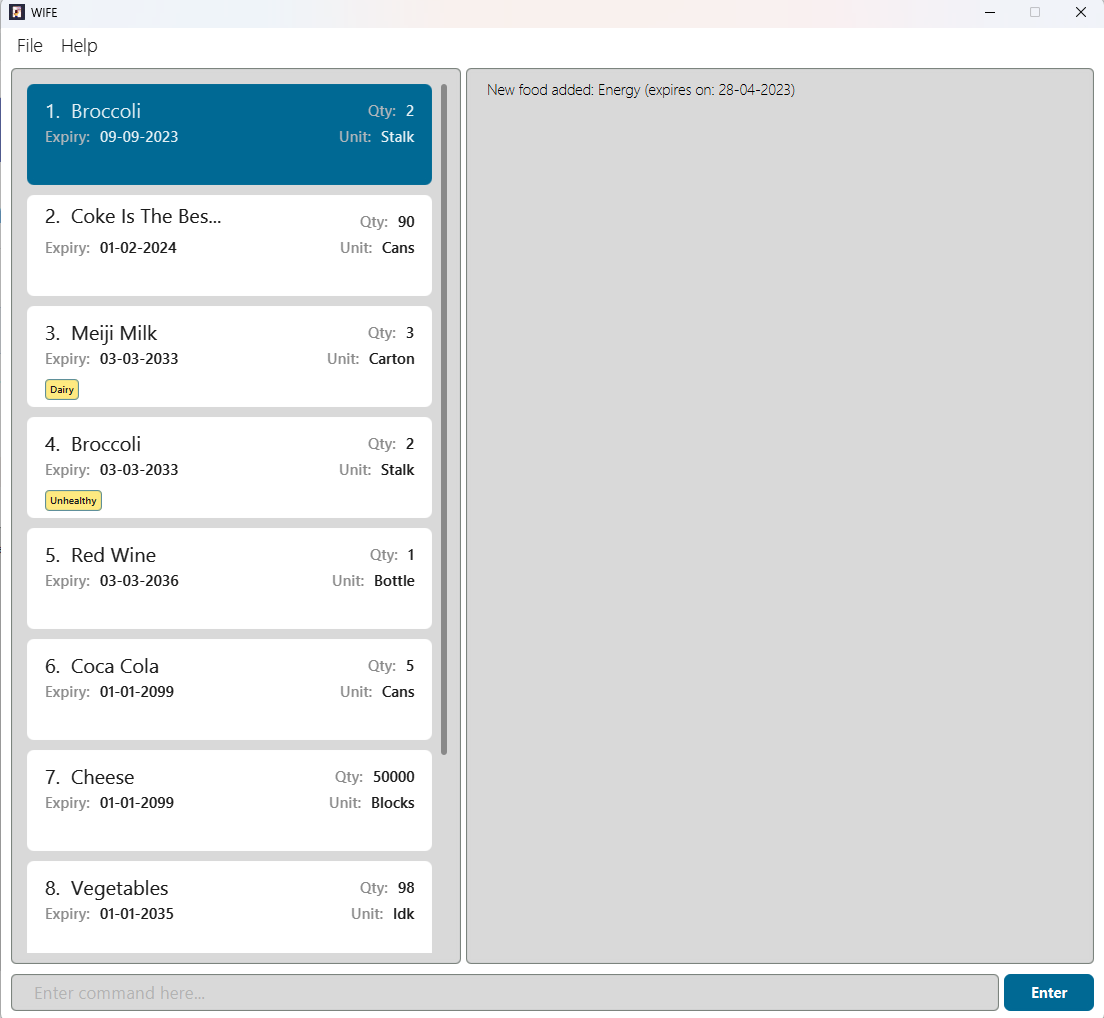 WIFE
File Help
1. Broccoli Qty: 2
Expiry: 09-09-2023 Unit: Stalk
2. Coke Is The Bes... Qty: 90
Expiry: 01-02-2024 Unit: Cans
3. Meiji Milk Qty: 3
Expiry: 03-03-2033 Unit: Carton
Dairy
4. Broccoli Qty: 2
Expiry: 03-03-2033 Unit: Stalk
Unhealthy
5. Red Wine Qty: 1
Expiry: 03-03-2036 Unit: Bottle
6. Coca Cola Qty: 5
Expiry: 01-01-2099 Unit: Cans
7. Cheese Qty: 50000
Expiry: 01-01-2099 Unit: Blocks
8. Vegetables Qty: 98
Expiry: 01-01-2035 Unit: Idk
New food added: Energy (expires on: 28-04-2023)
Enter command here...
Enter